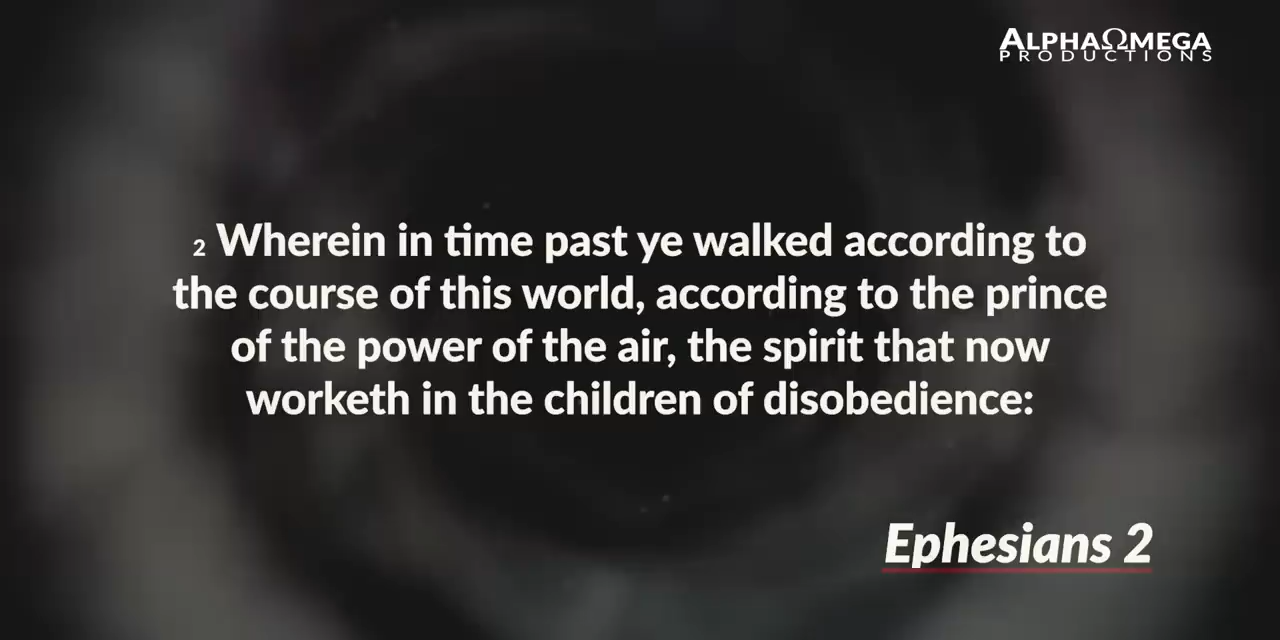 ALPHAΩMEGA
PRODUCTIONS
2 Wherein in time past ye walked according to
the course of this world, according to the prince
of the power of the air, the spirit that now
worketh in the children of disobedience:
Ephesians 2